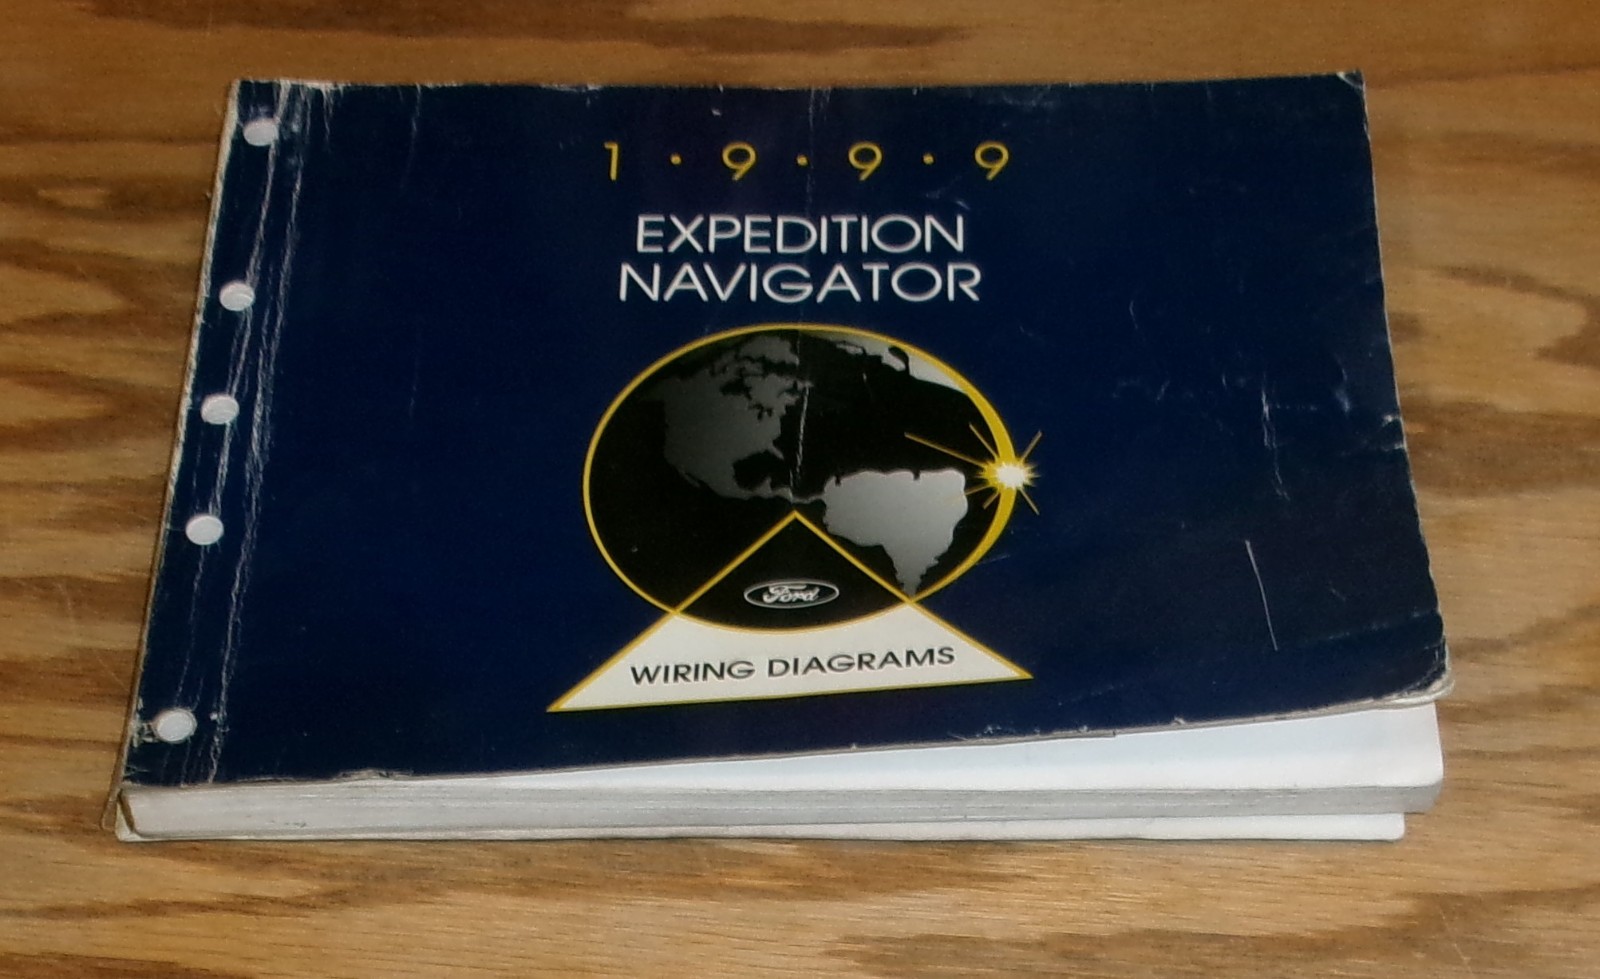 1 • 9 • 9 • 9
EXPEDITION
NAVIGATOR
Ford
WIRING DIAGRAMS